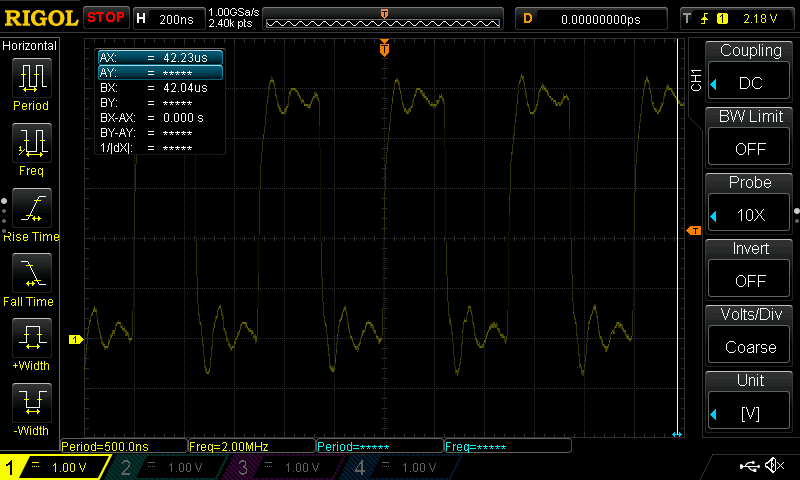 RIGOL STOP H 200ns 1.00GSa/s 2.40k pts T D 0.00000000ps T 1 2.18 V
Horizontal
Period
Freq
Rise Time
Fall Time
+Width
-Width
AX: = 42.23us
AY: = *****
BX: = 42.04us
BY: = *****
BX-AX: = 0.000 s
BY-AY: = *****
1/|dX|: = *****
T
1
T
CH1
Coupling
DC
BW Limit
OFF
Probe
10X
Invert
OFF
Volts/Div
Coarse
Unit
[V]
Period=500.0ns Freq=2.00MHz Period=***** Freq=*****
1 = 1.00 V 2 = 1.00 V 3 = 1.00 V 4 = 1.00 V